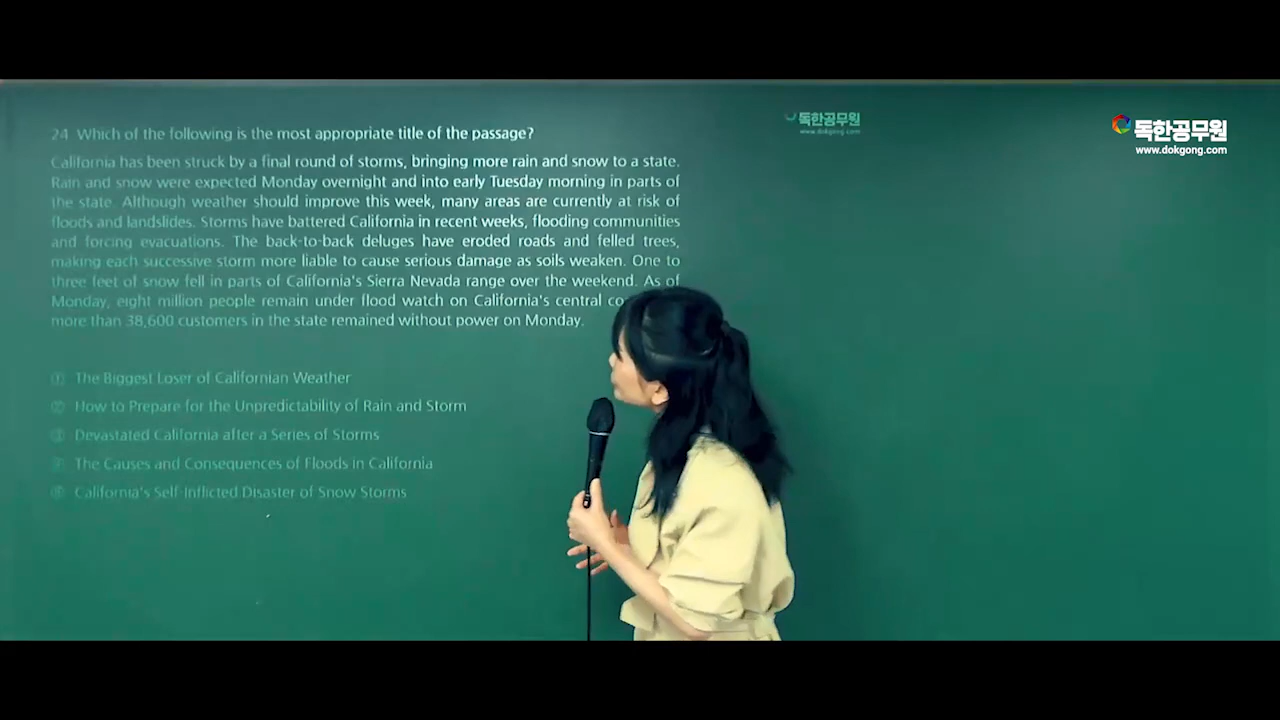 24 Which of the following is the most appropriate title of the passage?
독한공무원
www.dokgong.com
독한공무원
www.dokgong.com
California has been struck by a final round of storms, bringing more rain and snow to a state.
Rain and snow were expected Monday overnight and into early Tuesday morning in parts of
the state. Although weather should improve this week, many areas are currently at risk of
floods and landslides. Storms have battered California in recent weeks, flooding communities
and forcing evacuations. The back-to-back deluges have eroded roads and felled trees,
making each successive storm more liable to cause serious damage as soils weaken. One to
three feet of snow fell in parts of California's Sierra Nevada range over the weekend. As of
Monday, eight million people remain under flood watch on California's central
more than 38,600 customers in the state remained without power on Monday.
① The Biggest Loser of Californian Weather
② How to Prepare for the Unpredictability of Rain and Storm
③ Devastated California after a Series of Storms
④ The Causes and Consequences of Floods in California
⑤ California's Self-Inflicted Disaster of Snow Storms